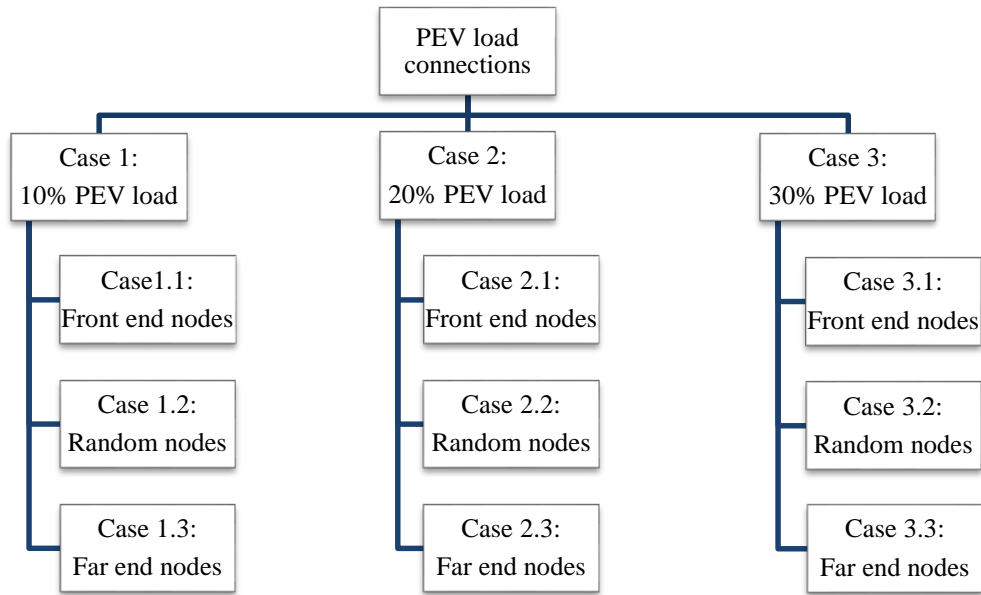 PEV load
connections
Case 1:
10% PEV load
Case1.1:
Front end nodes
Case 1.2:
Random nodes
Case 1.3:
Far end nodes
Case 2:
20% PEV load
Case 2.1:
Front end nodes
Case 2.2:
Random nodes
Case 2.3:
Far end nodes
Case 3:
30% PEV load
Case 3.1:
Front end nodes
Case 3.2:
Random nodes
Case 3.3:
Far end nodes